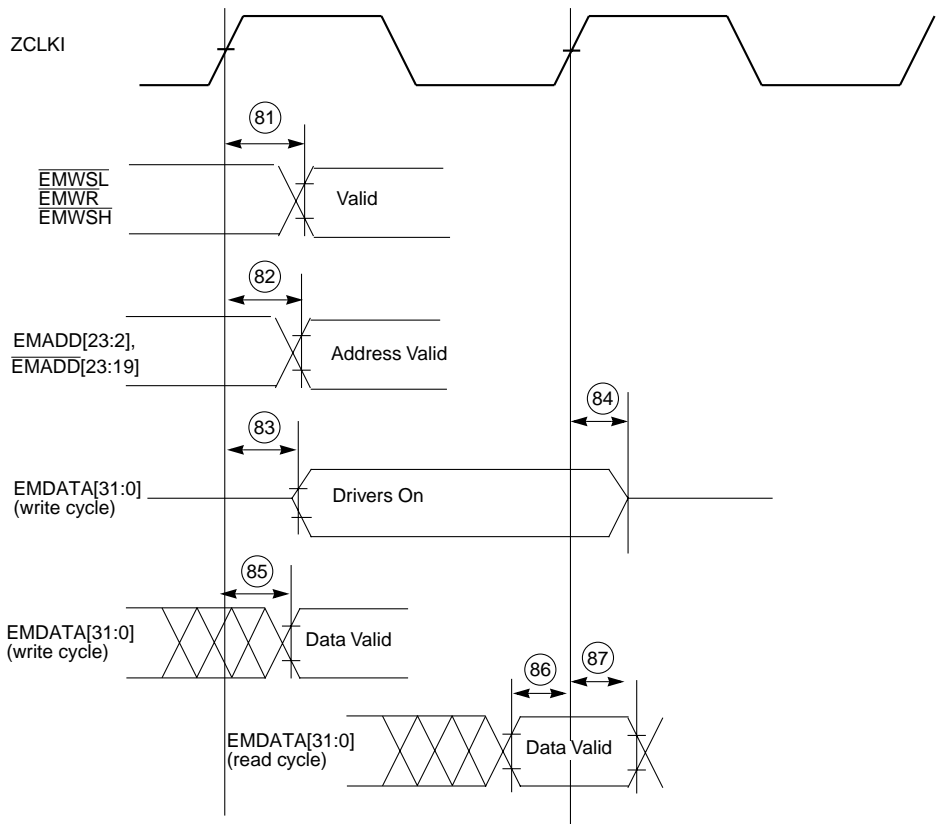 ZCLKI
81
EMWSL
EMWR
EMWSH
Valid
82
EMADD[23:2],
EMADD[23:19]
Address Valid
84
83
EMDATA[31:0]
(write cycle)
Drivers On
85
EMDATA[31:0]
(write cycle)
Data Valid
86
87
EMDATA[31:0]
(read cycle)
Data Valid